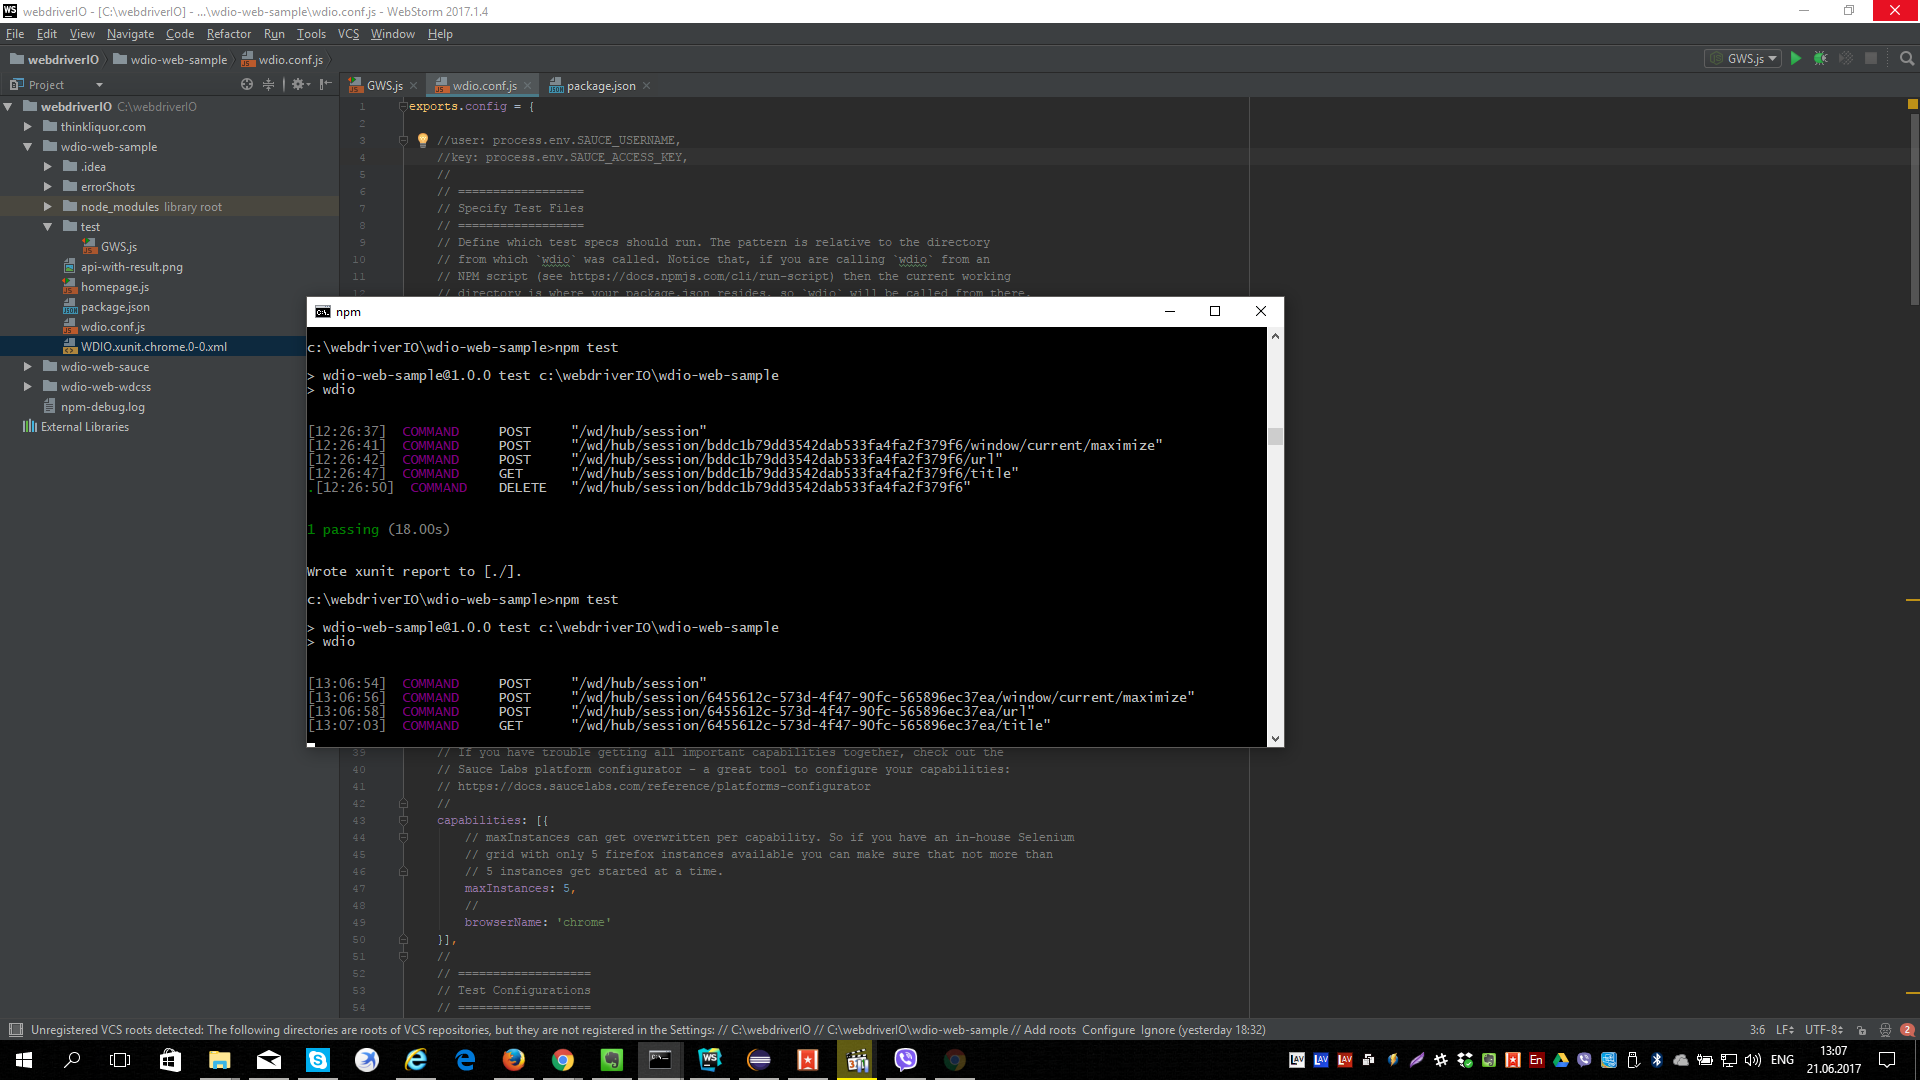 webdriverIO - [C:\webdriverIO] - ...\wdio-web-sample\wdio.conf.js - WebStorm 2017.1.4
File Edit View Navigate Code Refactor Run Tools VCS Window Help
webdriverIO wdio-web-sample wdio.conf.js GWS.js
Project
GWS.js wdio.conf.js package.json
webdriverIO C:\webdriverIO
thinkliquor.com
wdio-web-sample
.idea
errorShots
node_modules library root
test
GWS.js
api-with-result.png
homepage.js
package.json
wdio.conf.js
WDIO.xunit.chrome.0-0.xml
wdio-web-sauce
wdio-web-wdcss
npm-debug.log
External Libraries
1 exports.config = {
2
3 //user: process.env.SAUCE_USERNAME,
4 //key: process.env.SAUCE_ACCESS_KEY,
5 //
6 // ==================
7 // Specify Test Files
8 // ==================
9 // Define which test specs should run. The pattern is relative to the directory
10 // from which `wdio` was called. Notice that, if you are calling `wdio` from an
11 // NPM script (see https://docs.npmjs.com/cli/run-script) then the current working
12 // directory is where your package.json resides, so `wdio` will be called from there.
npm
c:\webdriverIO\wdio-web-sample>npm test
> wdio-web-sample@1.0.0 test c:\webdriverIO\wdio-web-sample
> wdio
[12:26:37] COMMAND POST "/wd/hub/session"
[12:26:41] COMMAND POST "/wd/hub/session/bddc1b79dd3542dab533fa4fa2f379f6/window/current/maximize"
[12:26:42] COMMAND POST "/wd/hub/session/bddc1b79dd3542dab533fa4fa2f379f6/url"
[12:26:47] COMMAND GET "/wd/hub/session/bddc1b79dd3542dab533fa4fa2f379f6/title"
.[12:26:50] COMMAND DELETE "/wd/hub/session/bddc1b79dd3542dab533fa4fa2f379f6"
1 passing (18.00s)
Wrote xunit report to [./].
c:\webdriverIO\wdio-web-sample>npm test
> wdio-web-sample@1.0.0 test c:\webdriverIO\wdio-web-sample
> wdio
[13:06:54] COMMAND POST "/wd/hub/session"
[13:06:56] COMMAND POST "/wd/hub/session/6455612c-573d-4f47-90fc-565896ec37ea/window/current/maximize"
[13:06:58] COMMAND POST "/wd/hub/session/6455612c-573d-4f47-90fc-565896ec37ea/url"
[13:07:03] COMMAND GET "/wd/hub/session/6455612c-573d-4f47-90fc-565896ec37ea/title"
39 // If you have trouble getting all important capabilities together, check out the
40 // Sauce Labs platform configurator - a great tool to configure your capabilities:
41 // https://docs.saucelabs.com/reference/platforms-configurator
42 //
43 capabilities: [{
44 // maxInstances can get overwritten per capability. So if you have an in-house Selenium
45 // grid with only 5 firefox instances available you can make sure that not more than
46 // 5 instances get started at a time.
47 maxInstances: 5,
48 //
49 browserName: 'chrome'
50 }],
51 //
52 // ===================
53 // Test Configurations
54 // ===================
Unregistered VCS roots detected: The following directories are roots of VCS repositories, but they are not registered in the Settings: // C:\webdriverIO // C:\webdriverIO\wdio-web-sample // Add roots Configure Ignore (yesterday 18:32) 3:6 LF UTF-8 2
LAV LAV LAV En ENG 13:07
21.06.2017